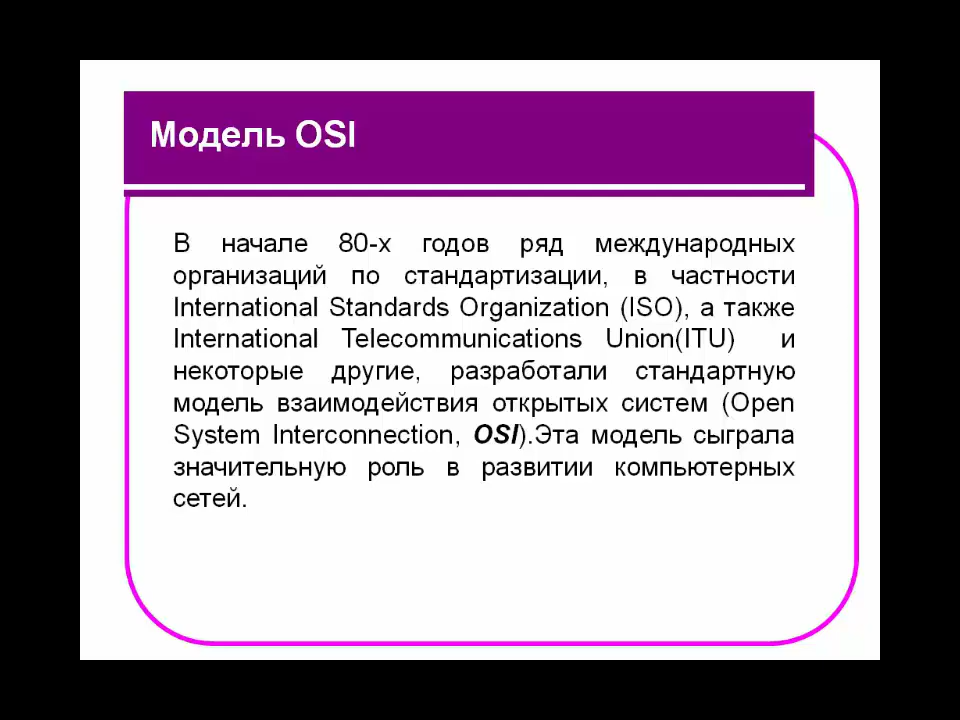 Модель OSI
В начале 80-х годов ряд международных
организаций по стандартизации, в частности
International Standards Organization (ISO), а также
International Telecommunications Union(ITU) и
некоторые другие, разработали стандартную
модель взаимодействия открытых систем (Open
System Interconnection, OSI).Эта модель сыграла
значительную роль в развитии компьютерных
сетей.